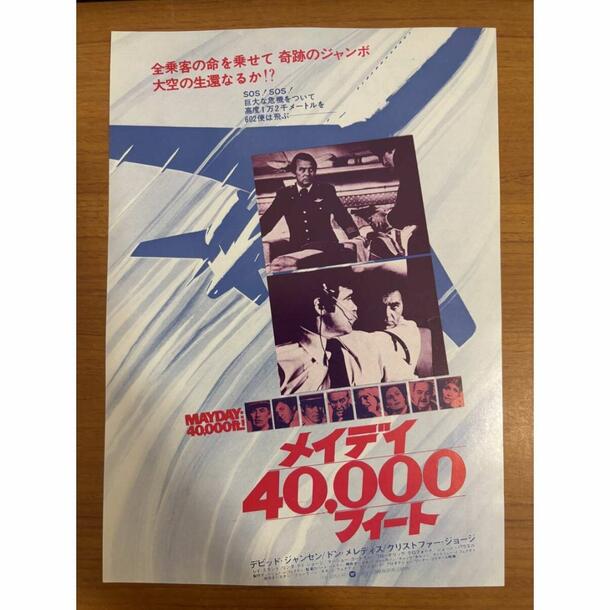 全乗客の命を乗せて 奇跡のジャンボ
大空の生還なるか!?
SOS! SOS!
巨大な危機をついて
高度1万2千メートルを
602便は飛ぶ……
MAYDAY:
40,000ft!
メイデイ
40,000
フィート
デビッド・ジャンセン/ドン・メレディス/クリストファー・ジョージ